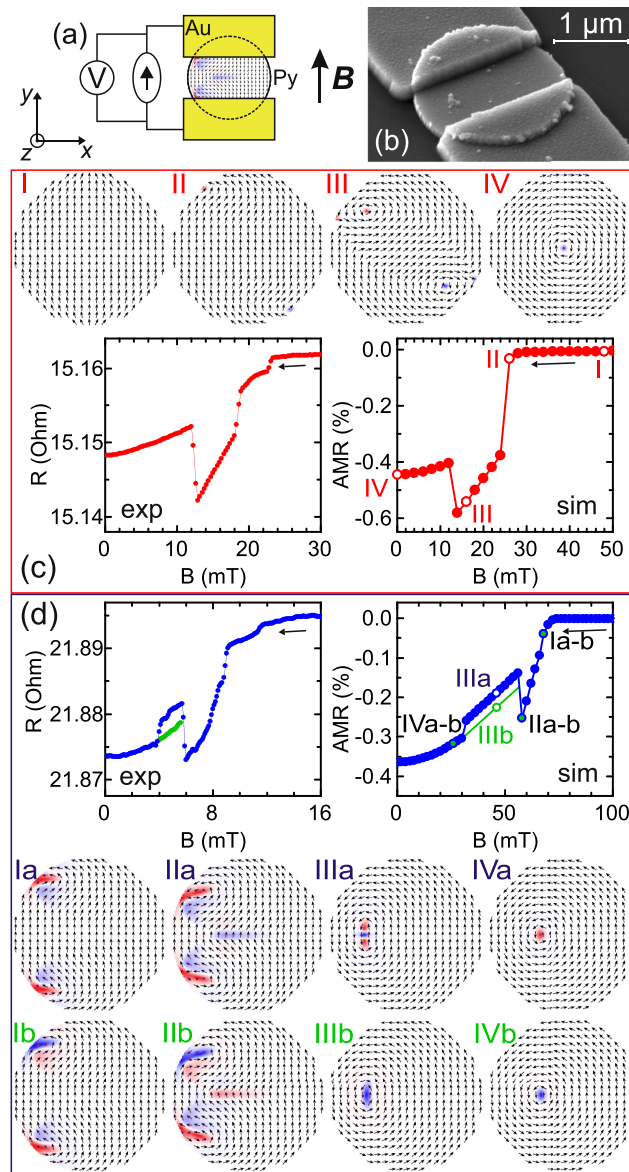 (a)
Au
V
Py
B
y
z
x
1 µm
(b)
I
II
III
IV
15.160
15.150
15.140
R (Ohm)
exp
0 10 20 30
B (mT)
0.0
-0.2
-0.4
-0.6
AMR (%)
II
I
IV
III
sim
0 10 20 30 40 50
B (mT)
(c)
(d)
21.89
21.88
21.87
R (Ohm)
exp
0 4 8 12 16
B (mT)
0.0
-0.1
-0.2
-0.3
-0.4
AMR (%)
Ia-b
IIIa
IVa-b
IIIb
IIa-b
sim
0 20 40 60 80 100
B (mT)
Ia
IIa
IIIa
IVa
Ib
IIb
IIIb
IVb